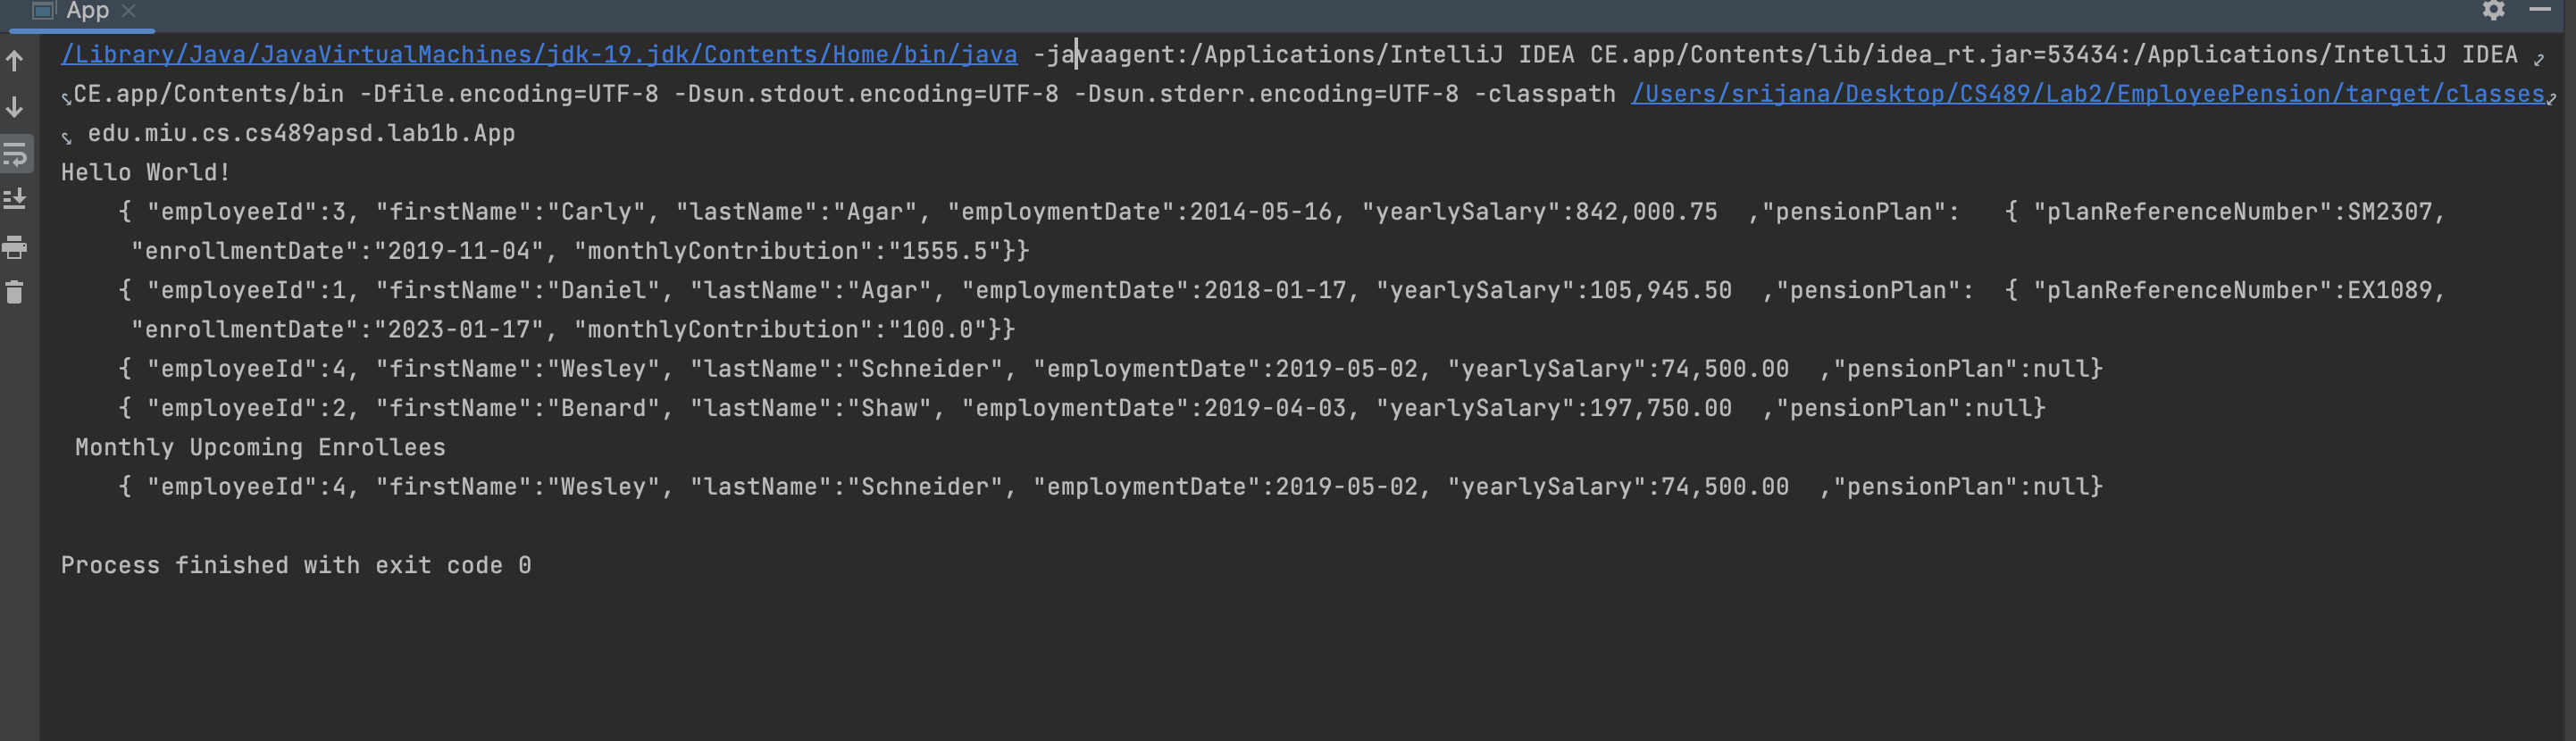 App
/Library/Java/JavaVirtualMachines/jdk-19.jdk/Contents/Home/bin/java -javaagent:/Applications/IntelliJ IDEA CE.app/Contents/lib/idea_rt.jar=53434:/Applications/IntelliJ IDEA
CE.app/Contents/bin -Dfile.encoding=UTF-8 -Dsun.stdout.encoding=UTF-8 -Dsun.stderr.encoding=UTF-8 -classpath /Users/srijana/Desktop/CS489/Lab2/EmployeePension/target/classes
edu.miu.cs.cs489apsd.lab1b.App
Hello World!
{ "employeeId":3, "firstName":"Carly", "lastName":"Agar", "employmentDate":2014-05-16, "yearlySalary":842,000.75  ,"pensionPlan":   { "planReferenceNumber":SM2307,
"enrollmentDate":"2019-11-04", "monthlyContribution":"1555.5"}}
{ "employeeId":1, "firstName":"Daniel", "lastName":"Agar", "employmentDate":2018-01-17, "yearlySalary":105,945.50  ,"pensionPlan":  { "planReferenceNumber":EX1089,
"enrollmentDate":"2023-01-17", "monthlyContribution":"100.0"}}
{ "employeeId":4, "firstName":"Wesley", "lastName":"Schneider", "employmentDate":2019-05-02, "yearlySalary":74,500.00  ,"pensionPlan":null}
{ "employeeId":2, "firstName":"Benard", "lastName":"Shaw", "employmentDate":2019-04-03, "yearlySalary":197,750.00  ,"pensionPlan":null}
Monthly Upcoming Enrollees
{ "employeeId":4, "firstName":"Wesley", "lastName":"Schneider", "employmentDate":2019-05-02, "yearlySalary":74,500.00  ,"pensionPlan":null}
Process finished with exit code 0